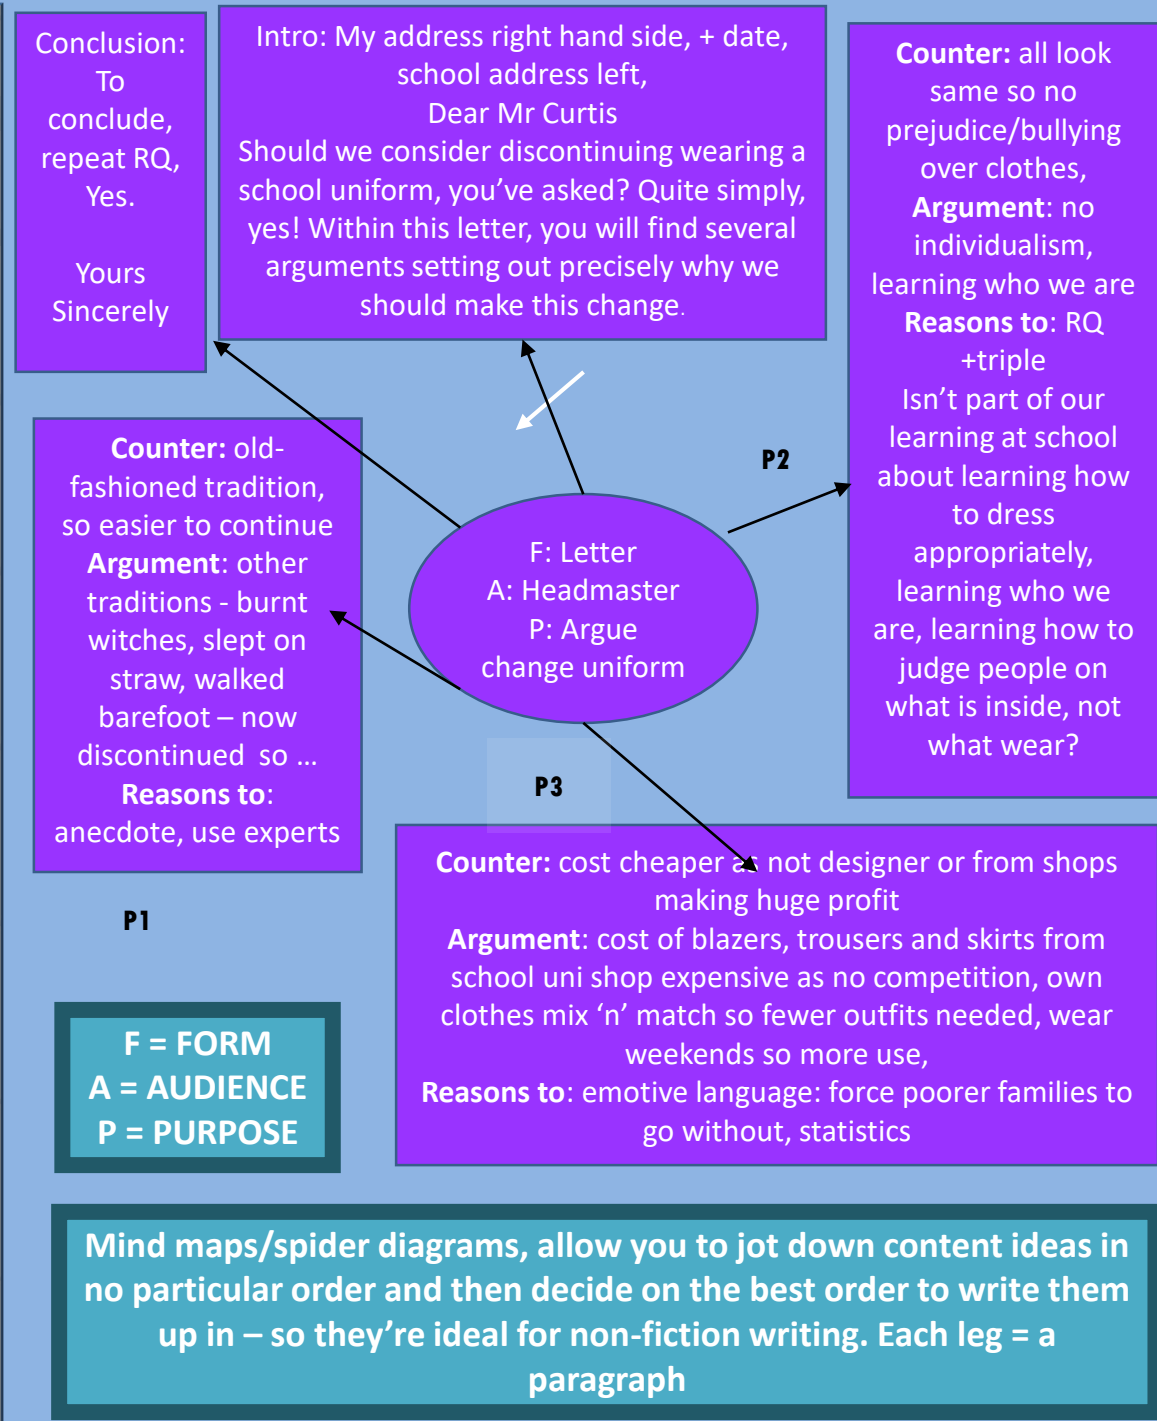 Conclusion:
To
conclude,
repeat RQ,
Yes.
Yours
Sincerely
Intro: My address right hand side, + date,
school address left,
Dear Mr Curtis
Should we consider discontinuing wearing a
school uniform, you’ve asked? Quite simply,
yes! Within this letter, you will find several
arguments setting out precisely why we
should make this change.
Counter: all look
same so no
prejudice/bullying
over clothes,
Argument: no
individualism,
learning who we are
Reasons to: RQ
+triple
Isn’t part of our
learning at school
about learning how
to dress
appropriately,
learning who we
are, learning how to
judge people on
what is inside, not
what wear?
P2
Counter: old-
fashioned tradition,
so easier to continue
Argument: other
traditions - burnt
witches, slept on
straw, walked
barefoot – now
discontinued so ...
Reasons to:
anecdote, use experts
F: Letter
A: Headmaster
P: Argue
change uniform
P3
P1
Counter: cost cheaper as not designer or from shops
making huge profit
Argument: cost of blazers, trousers and skirts from
school uni shop expensive as no competition, own
clothes mix ‘n’ match so fewer outfits needed, wear
weekends so more use,
Reasons to: emotive language: force poorer families to
go without, statistics
F = FORM
A = AUDIENCE
P = PURPOSE
Mind maps/spider diagrams, allow you to jot down content ideas in
no particular order and then decide on the best order to write them
up in – so they’re ideal for non-fiction writing. Each leg = a
paragraph